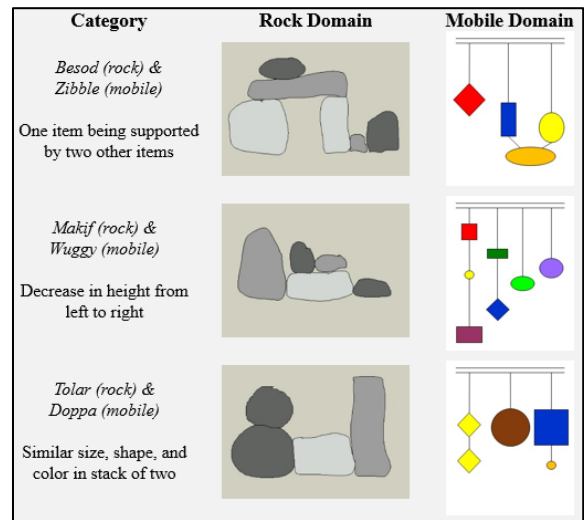 Category Rock Domain Mobile Domain
Besod (rock) &
Zibble (mobile)
One item being supported
by two other items
Makif (rock) &
Wuggy (mobile)
Decrease in height from
left to right
Tolar (rock) &
Doppa (mobile)
Similar size, shape, and
color in stack of two